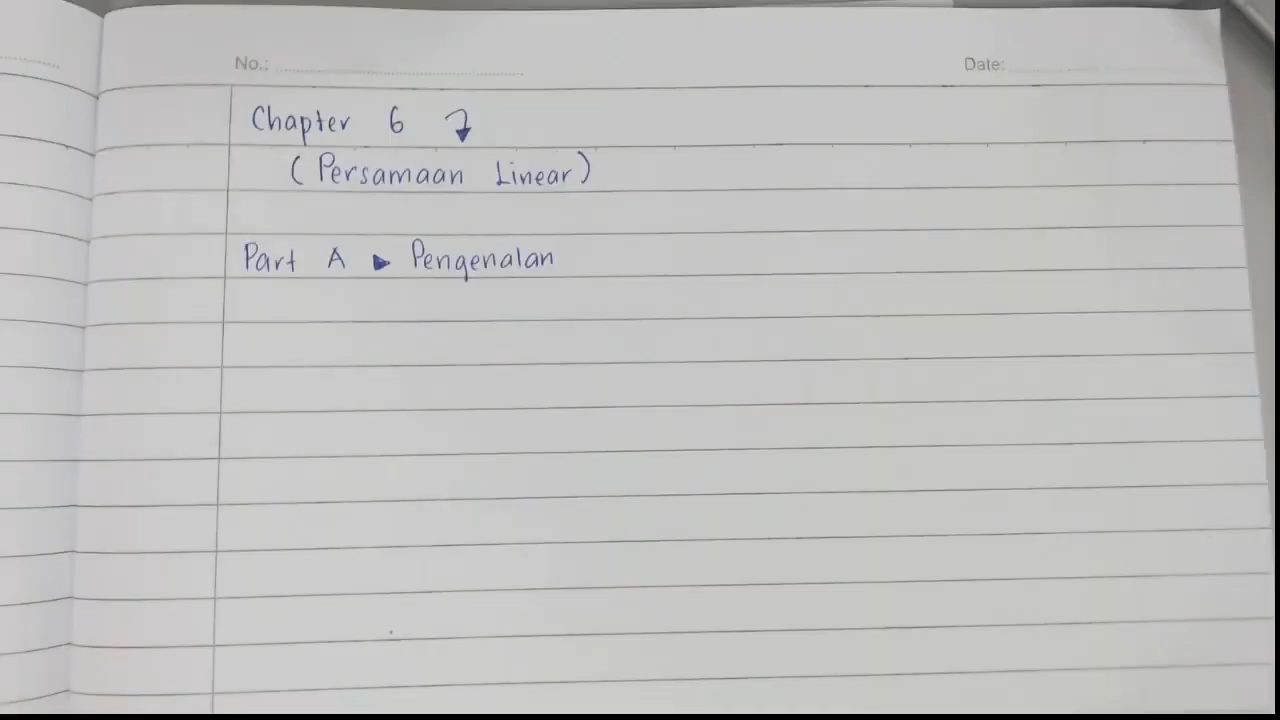 No.: Date:
Chapter 6
(Persamaan Linear)
Part A ► Pengenalan